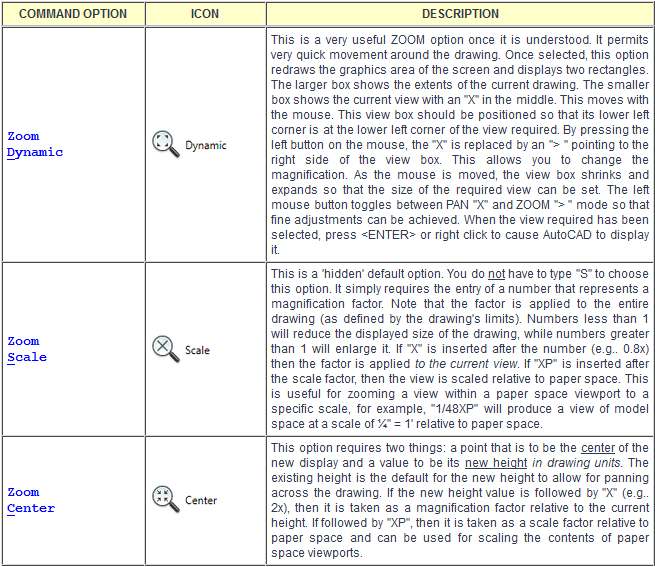 COMMAND OPTION
ICON
DESCRIPTION
Zoom
Dynamic
Dynamic
This is a very useful ZOOM option once it is understood. It permits
very quick movement around the drawing. Once selected, this option
redraws the graphics area of the screen and displays two rectangles.
The larger box shows the extents of the current drawing. The smaller
box shows the current view with an "X" in the middle. This moves with
the mouse. This view box should be positioned so that its lower left
corner is at the lower left corner of the view required. By pressing the
left button on the mouse, the "X" is replaced by an "> " pointing to the
right side of the view box. This allows you to change the
magnification. As the mouse is moved, the view box shrinks and
expands so that the size of the required view can be set. The left
mouse button toggles between PAN "X" and ZOOM "> " mode so that
fine adjustments can be achieved. When the view required has been
selected, press <ENTER> or right click to cause AutoCAD to display
it.
Zoom
Scale
Scale
This is a 'hidden' default option. You do not have to type "S" to choose
this option. It simply requires the entry of a number that represents a
magnification factor. Note that the factor is applied to the entire
drawing (as defined by the drawing's limits). Numbers less than 1
will reduce the displayed size of the drawing, while numbers greater
than 1 will enlarge it. If "X" is inserted after the number (e.g.. 0.8x)
then the factor is applied to the current view. If "XP" is inserted after
the scale factor, then the view is scaled relative to paper space. This
is useful for zooming a view within a paper space viewport to a
specific scale, for example, "1/48XP" will produce a view of model
space at a scale of ¼" = 1' relative to paper space.
Zoom
Center
Center
This option requires two things: a point that is to be the center of the
new display and a value to be its new height in drawing units. The
existing height is the default for the new height to allow for panning
across the drawing. If the new height value is followed by "X" (e.g..
2x), then it is taken as a magnification factor relative to the current
height. If followed by "XP", then it is taken as a scale factor relative to
paper space and can be used for scaling the contents of paper
space viewports.